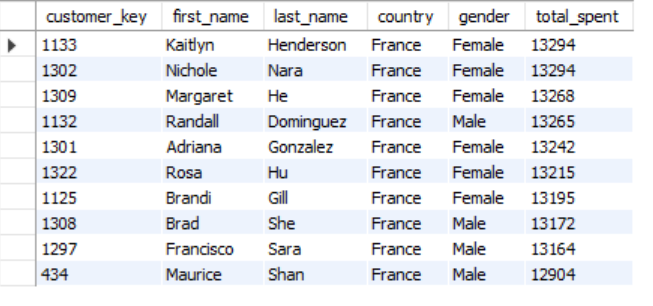 customer_key first_name last_name country gender total_spent
1133 Kaitlyn Henderson France Female 13294
1302 Nichole Nara France Female 13294
1309 Margaret He France Female 13268
1132 Randall Dominguez France Male 13265
1301 Adriana Gonzalez France Female 13242
1322 Rosa Hu France Female 13215
1125 Brandi Gill France Female 13195
1308 Brad She France Male 13172
1297 Francisco Sara France Male 13164
434 Maurice Shan France Male 12904